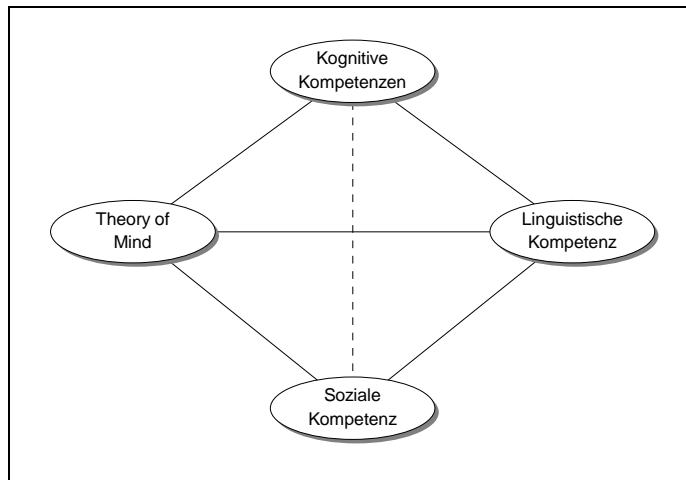 Kognitive
Kompetenzen
Theory of
Mind
Linguistische
Kompetenz
Soziale
Kompetenz